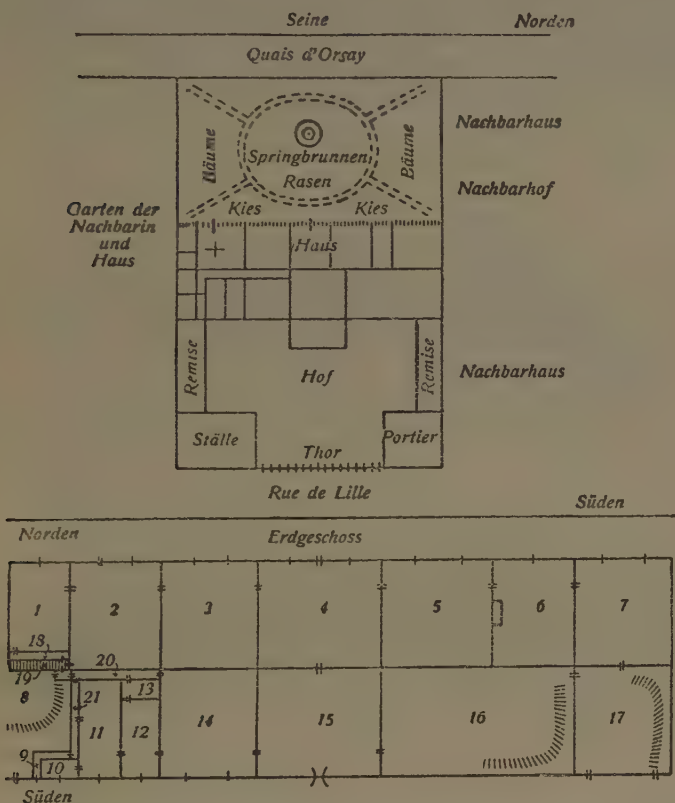 Seine Norden
Quais d'Orsay
Bäume
Springbrunnen
Rasen
Bäume
Nachbarhaus
Nachbarhof
Kies Kies
Garten der
Nachbarin
und
Haus
Haus
Remise
Hof
Remise
Nachbarhaus
Ställe
Portier
Thor
Rue de Lille
Süden
Norden Erdgeschoss
1 2 3 4 5 6 7
18
19
20
8
21
13
11 12 14 15 16 17
9
10
Süden